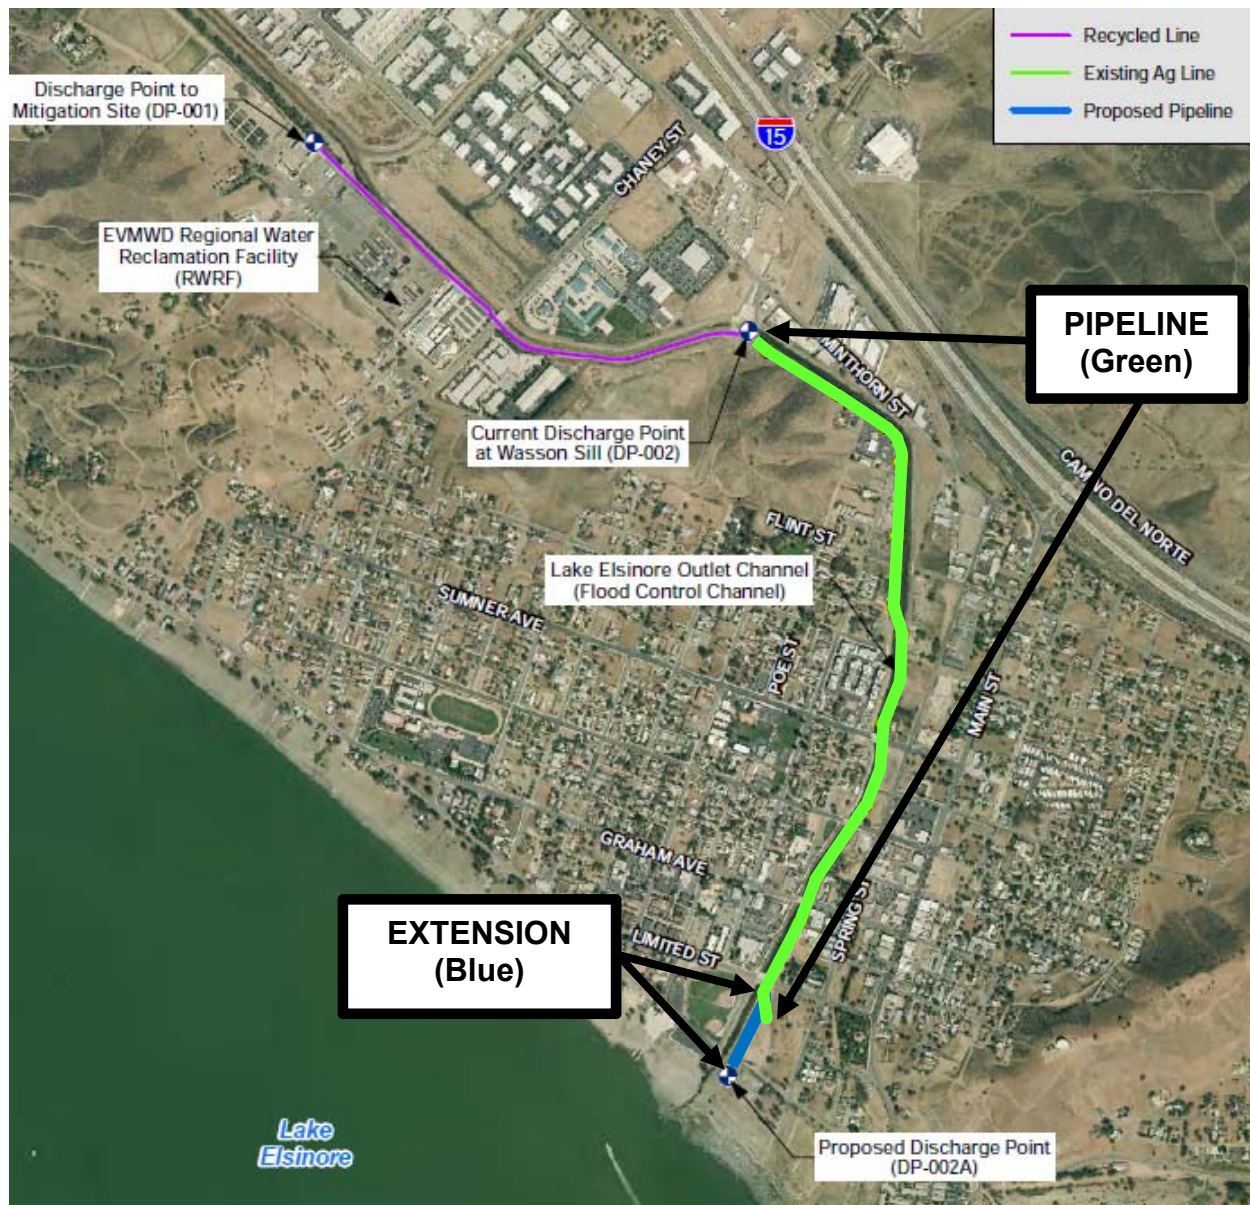 Recycled Line
Existing Ag Line
Proposed Pipeline
Discharge Point to
Mitigation Site (DP-001)
15
CHANEY ST
EVMWD Regional Water
Reclamation Facility
(RWRF)
PIPELINE
(Green)
MINTHORN ST
Current Discharge Point
at Wasson Sill (DP-002)
CAMINO DEL NORTE
FLINT ST
Lake Elsinore Outlet Channel
(Flood Control Channel)
SUMNER AVE
POE ST
MAIN ST
GRAHAM AVE
SPRING ST
EXTENSION
(Blue)
LIMITED ST
Lake
Elsinore
Proposed Discharge Point
(DP-002A)